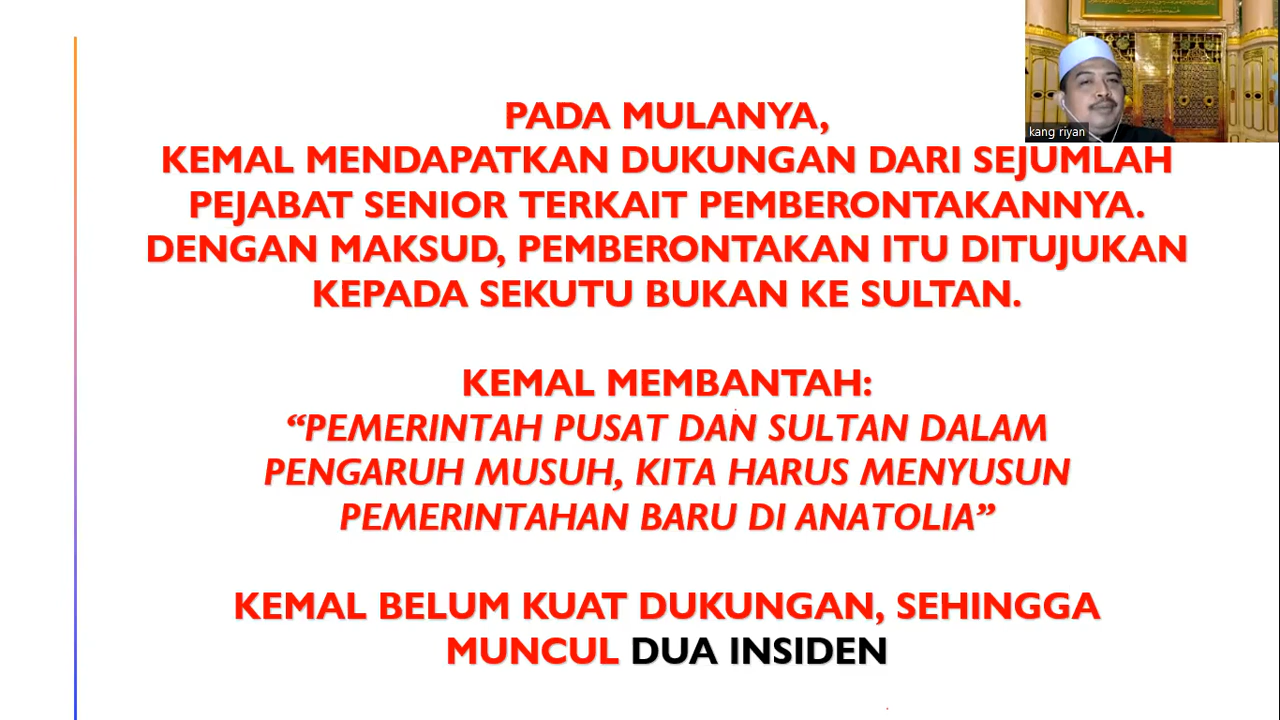 PADA MULANYA,
KEMAL MENDAPATKAN DUKUNGAN DARI SEJUMLAH
PEJABAT SENIOR TERKAIT PEMBERONTAKANNYA.
DENGAN MAKSUD, PEMBERONTAKAN ITU DITUJUKAN
KEPADA SEKUTU BUKAN KE SULTAN.
KEMAL MEMBANTAH:
“PEMERINTAH PUSAT DAN SULTAN DALAM
PENGARUH MUSUH, KITA HARUS MENYUSUN
PEMERINTAHAN BARU DI ANATOLIA”
KEMAL BELUM KUAT DUKUNGAN, SEHINGGA
MUNCUL DUA INSIDEN
kang riyan